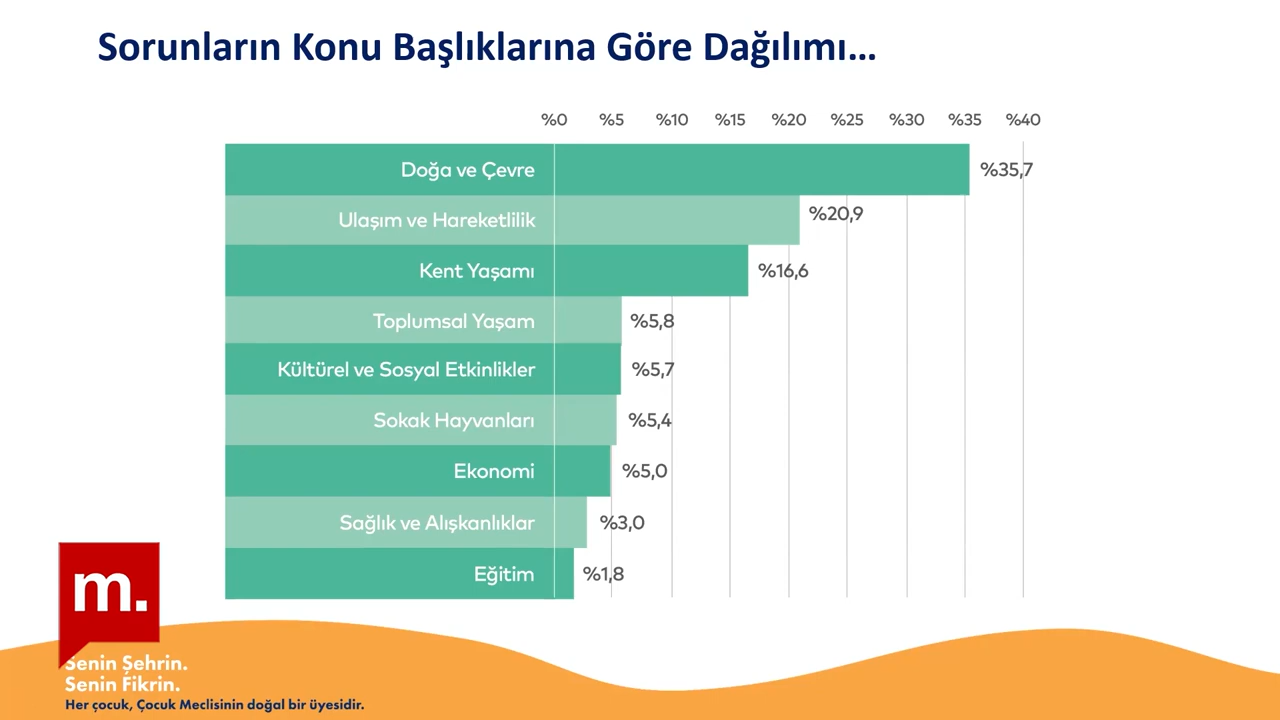 Sorunların Konu Başlıklarına Göre Dağılımı...
%0 %5 %10 %15 %20 %25 %30 %35 %40
Doğa ve Çevre %35,7
Ulaşım ve Hareketlilik %20,9
Kent Yaşamı %16,6
Toplumsal Yaşam %5,8
Kültürel ve Sosyal Etkinlikler %5,7
Sokak Hayvanları %5,4
Ekonomi %5,0
Sağlık ve Alışkanlıklar %3,0
Eğitim %1,8
m.
Senin Şehrin.
Senin Fikrin.
Her çocuk, Çocuk Meclisinin doğal bir üyesidir.